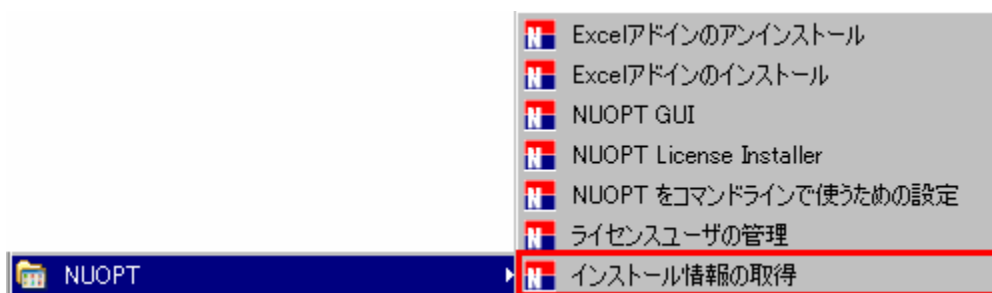 Excelアドインのアンインストール
Excelアドインのインストール
NUOPT GUI
NUOPT License Installer
NUOPT をコマンドラインで使うための設定
ライセンスユーザの管理
NUOPT
インストール情報の取得